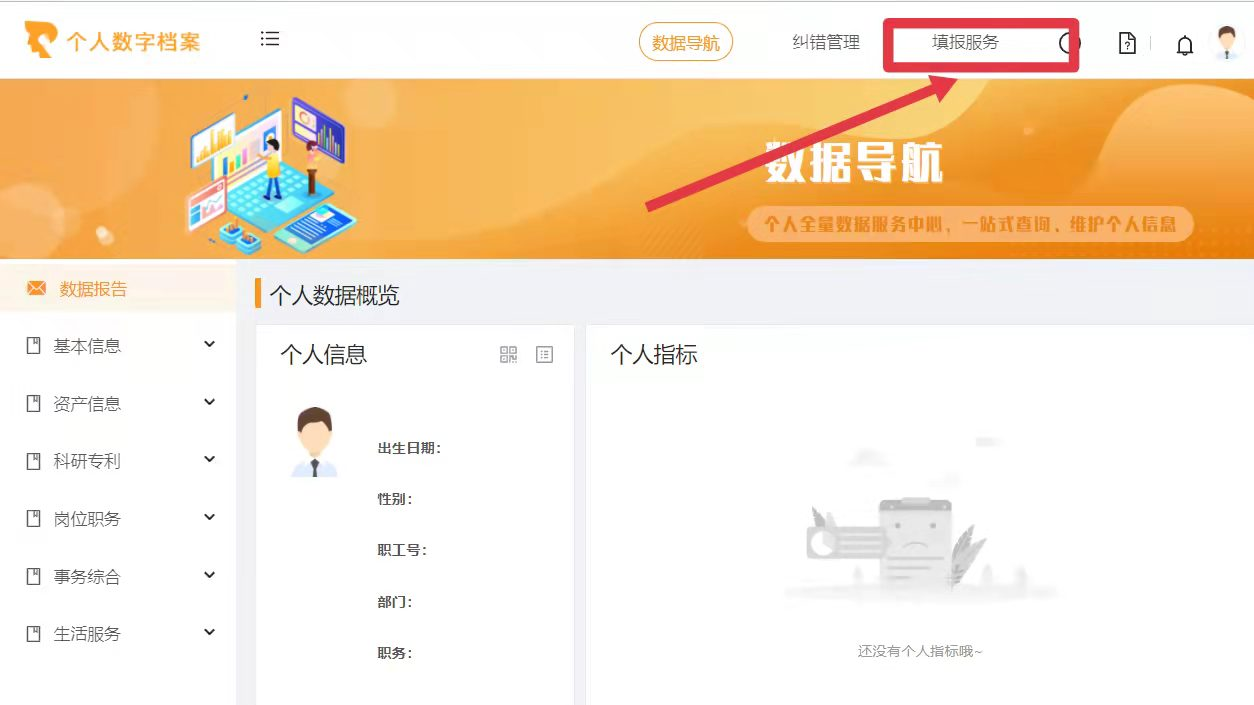 个人数字档案
数据导航
纠错管理
填报服务
数据导航
个人全量数据服务中心、一站式查询、维护个人信息
数据报告
基本信息
资产信息
科研专利
岗位职务
事务综合
生活服务
个人数据概览
个人信息
出生日期：
性别：
职工号：
部门：
职务：
个人指标
还没有个人指标哦~